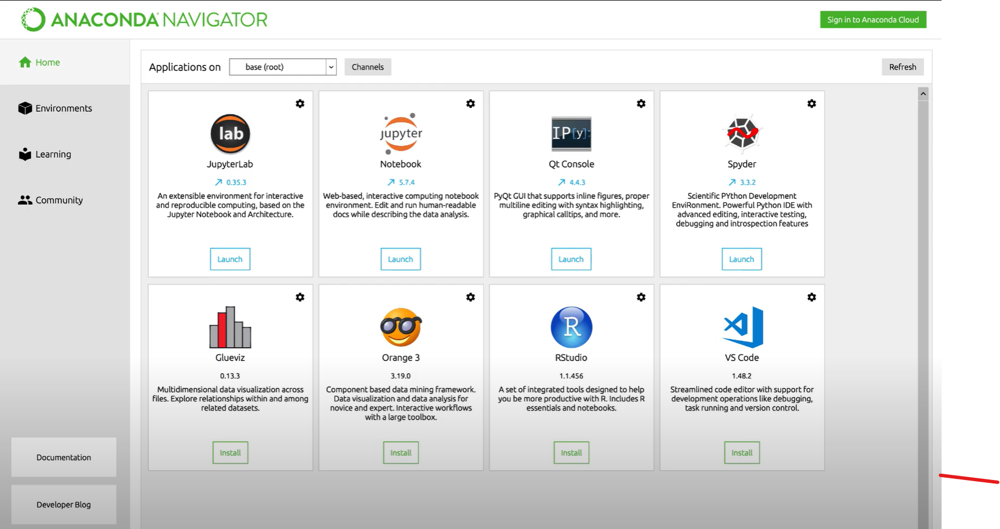 ANACONDA NAVIGATOR
Sign in to Anaconda Cloud
Home
Environments
Learning
Community
Documentation
Developer Blog
Applications on
base (root)
Channels
Refresh
lab
JupyterLab
0.35.3
An extensible environment for interactive
and reproducible computing, based on the
Jupyter Notebook and Architecture.
Launch
jupyter
Notebook
5.7.4
Web-based, interactive computing notebook
environment. Edit and run human-readable
docs while describing the data analysis.
Launch
IP[y]:
Qt Console
4.4.3
PyQt GUI that supports inline figures, proper
multiline editing with syntax highlighting,
graphical calltips, and more.
Launch
Spyder
3.3.2
Scientific PYthon Development
EnviRonment. Powerful Python IDE with
advanced editing, interactive testing,
debugging and introspection features
Launch
Glueviz
0.13.3
Multidimensional data visualization across
files. Explore relationships within and among
related datasets.
Install
Orange 3
3.19.0
Component based data mining framework.
Data visualization and data analysis for
novice and expert. Interactive workflows
with a large toolbox.
Install
R
RStudio
1.1.456
A set of integrated tools designed to help
you be more productive with R. Includes R
essentials and notebooks.
Install
VS Code
1.48.2
Streamlined code editor with support for
development operations like debugging,
task running and version control.
Install